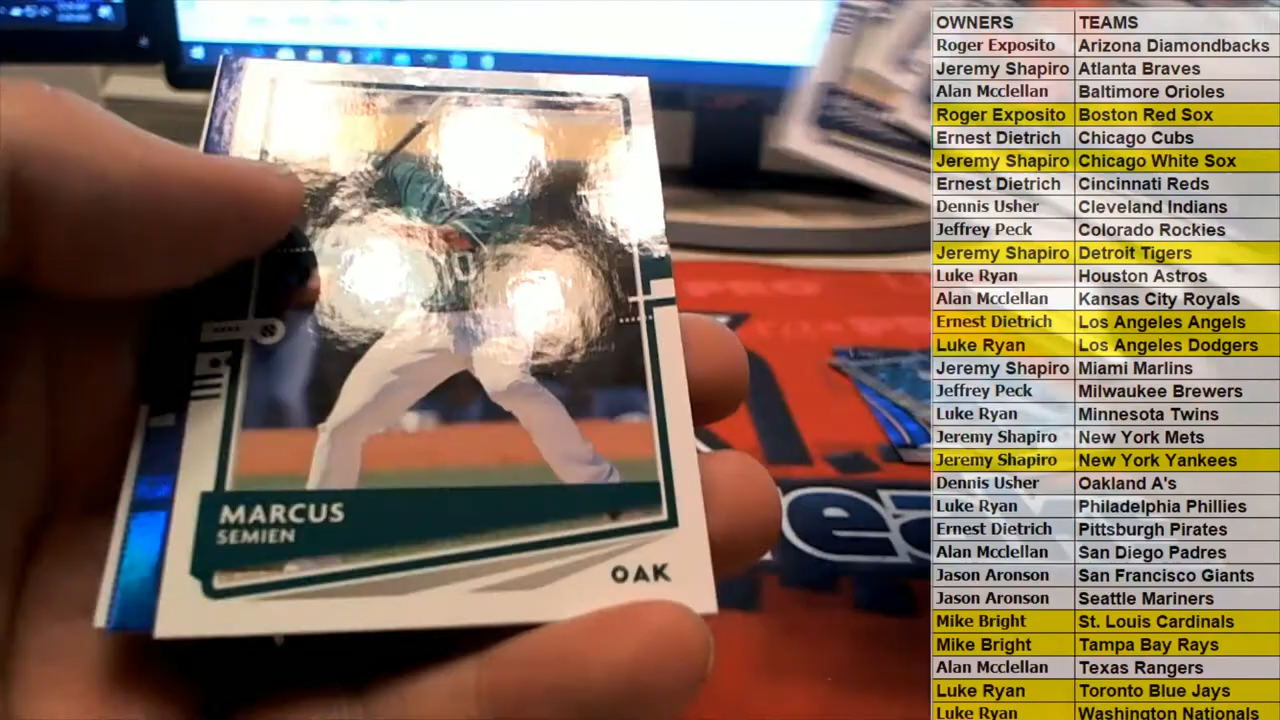 MARCUS
SEMIEN
OAK
OWNERS TEAMS
Roger Exposito Arizona Diamondbacks
Jeremy Shapiro Atlanta Braves
Alan Mcclellan Baltimore Orioles
Roger Exposito Boston Red Sox
Ernest Dietrich Chicago Cubs
Jeremy Shapiro Chicago White Sox
Ernest Dietrich Cincinnati Reds
Dennis Usher Cleveland Indians
Jeffrey Peck Colorado Rockies
Jeremy Shapiro Detroit Tigers
Luke Ryan Houston Astros
Alan Mcclellan Kansas City Royals
Ernest Dietrich Los Angeles Angels
Luke Ryan Los Angeles Dodgers
Jeremy Shapiro Miami Marlins
Jeffrey Peck Milwaukee Brewers
Luke Ryan Minnesota Twins
Jeremy Shapiro New York Mets
Jeremy Shapiro New York Yankees
Dennis Usher Oakland A's
Luke Ryan Philadelphia Phillies
Ernest Dietrich Pittsburgh Pirates
Alan Mcclellan San Diego Padres
Jason Aronson San Francisco Giants
Jason Aronson Seattle Mariners
Mike Bright St. Louis Cardinals
Mike Bright Tampa Bay Rays
Alan Mcclellan Texas Rangers
Luke Ryan Toronto Blue Jays
Luke Ryan Washington Nationals